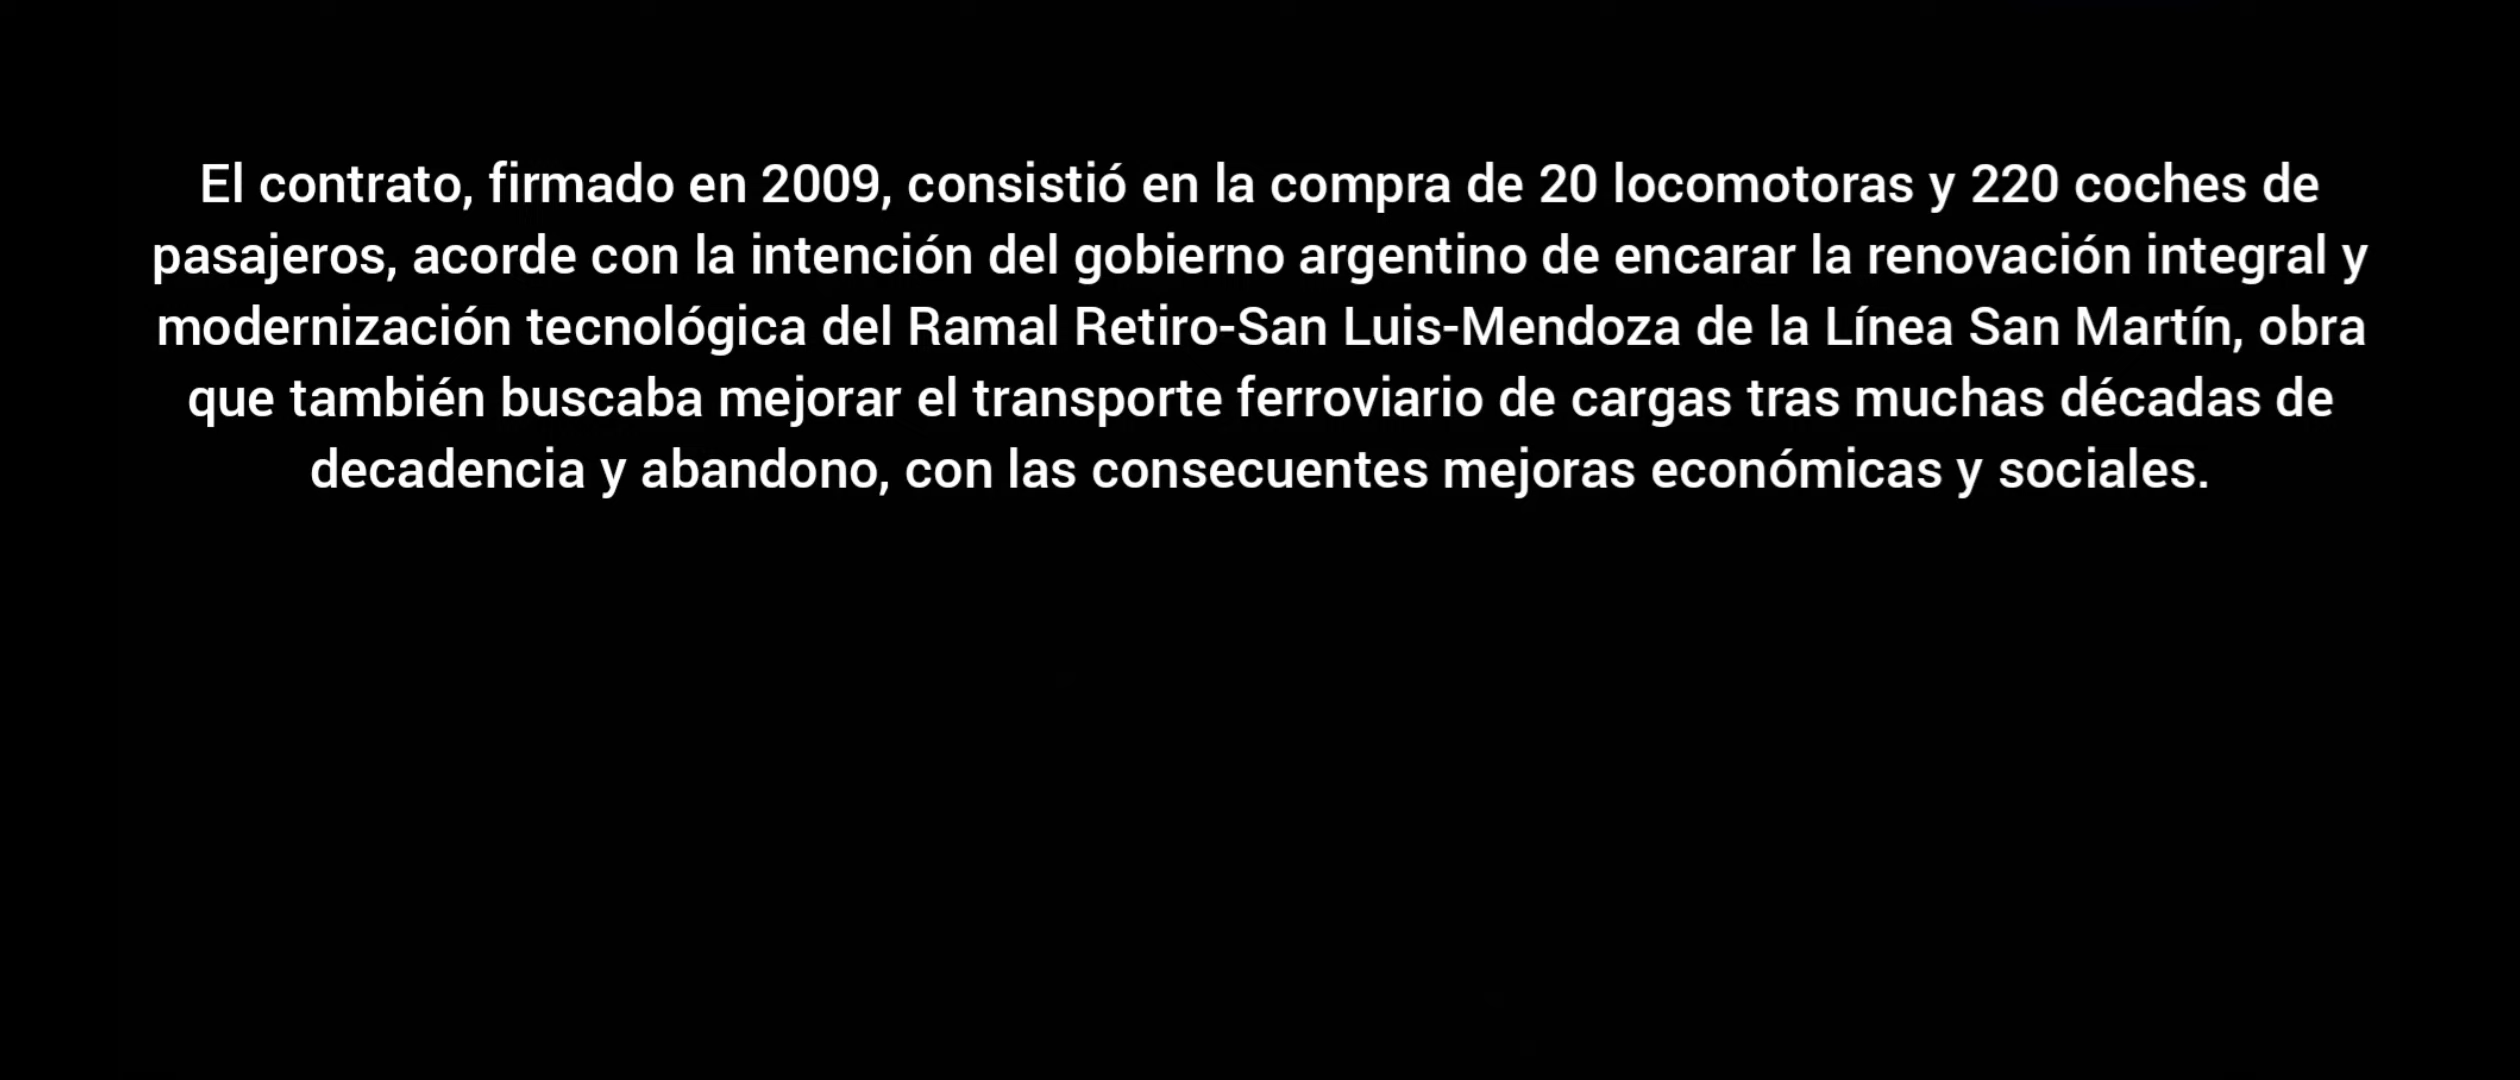 El contrato, firmado en 2009, consistió en la compra de 20 locomotoras y 220 coches de
pasajeros, acorde con la intención del gobierno argentino de encarar la renovación integral y
modernización tecnológica del Ramal Retiro-San Luis-Mendoza de la Línea San Martín, obra
que también buscaba mejorar el transporte ferroviario de cargas tras muchas décadas de
decadencia y abandono, con las consecuentes mejoras económicas y sociales.